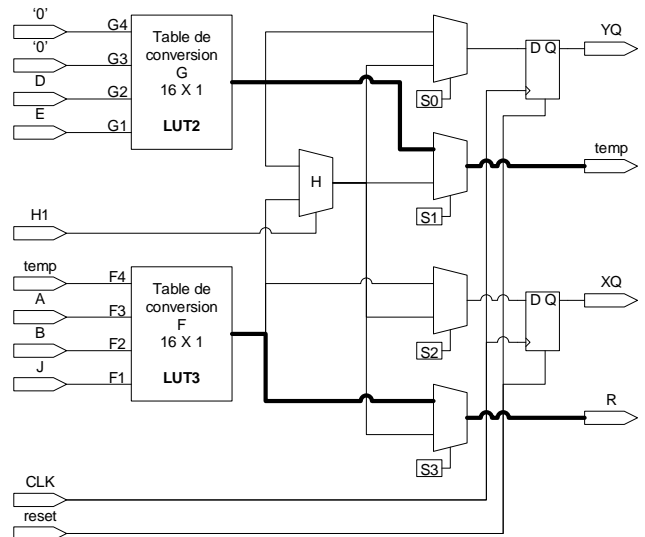 '0'
G4
'0'
G3
D
G2
E
G1
Table de
conversion
G
16 X 1
LUT2
S0
D Q
YQ
temp
H
S1
H1
temp
F4
A
F3
B
F2
J
F1
Table de
conversion
F
16 X 1
LUT3
S2
D Q
XQ
R
S3
CLK
reset